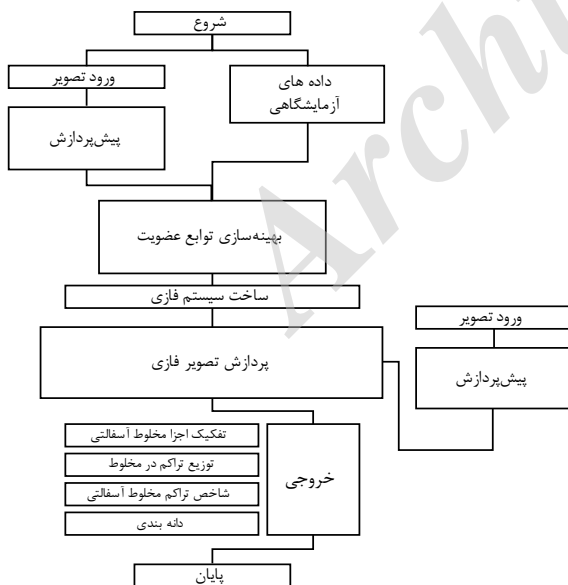 شروع
ورود تصویر
داده های
آزمایشگاهی
پیش‌پردازش
بهینه‌سازی توابع عضویت
ساخت سیستم فازی
ورود تصویر
پردازش تصویر فازی
پیش‌پردازش
تفکیک اجزا مخلوط آسفالتی
توزیع تراکم در مخلوط
شاخص تراکم مخلوط آسفالتی
دانه بندی
خروجی
پایان